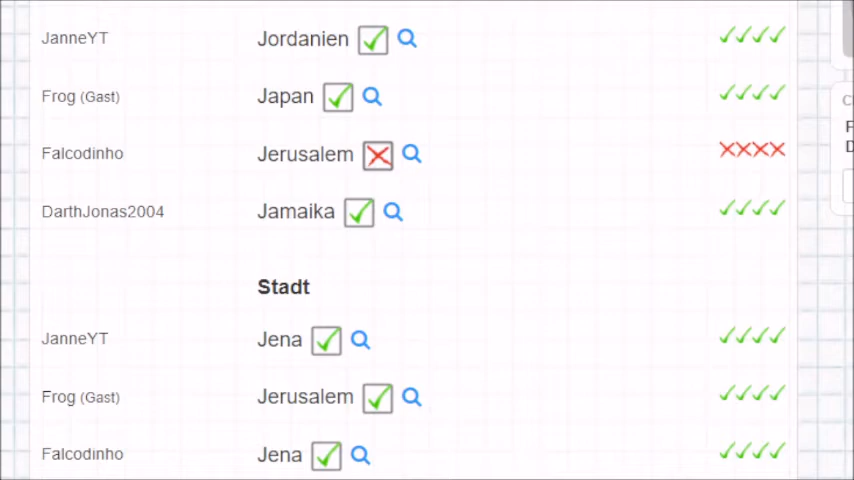 JanneYT Jordanien
Frog (Gast) Japan
Falcodinho Jerusalem
DarthJonas2004 Jamaika
Stadt
JanneYT Jena
Frog (Gast) Jerusalem
Falcodinho Jena